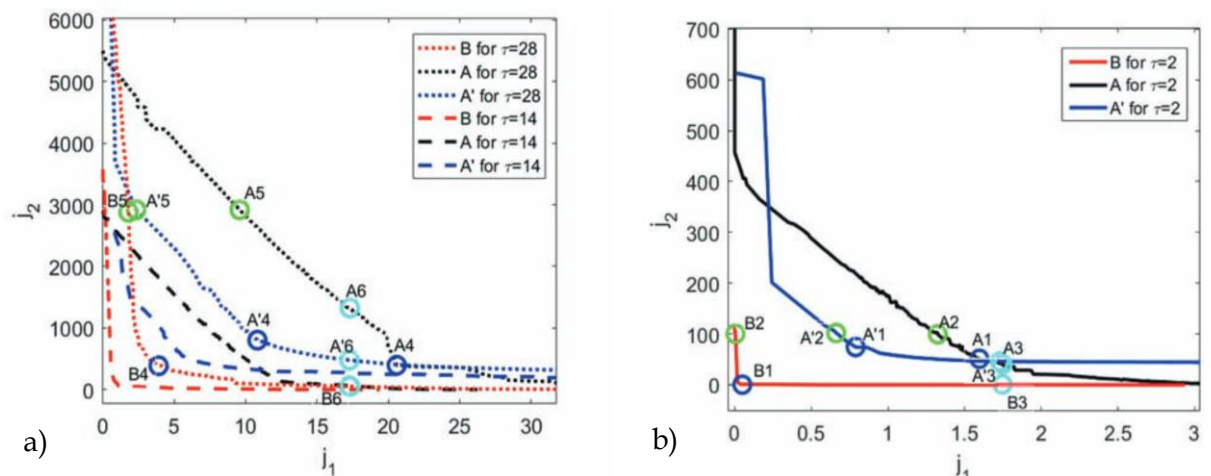 6000
5000
4000
3000
2000
1000
0
j2
0 5 10 15 20 25 30
j1
B for τ=28
A for τ=28
A' for τ=28
B for τ=14
A for τ=14
A' for τ=14
B5 A'5 A5
A6
A'4
A'6 A4
B4
B6
a)
700
600
500
400
300
200
100
0
j2
0 0.5 1 1.5 2 2.5 3
j1
B for τ=2
A for τ=2
A' for τ=2
B2
A'2 A'1 A2 A1 A3
A'3
B1
B3
b)